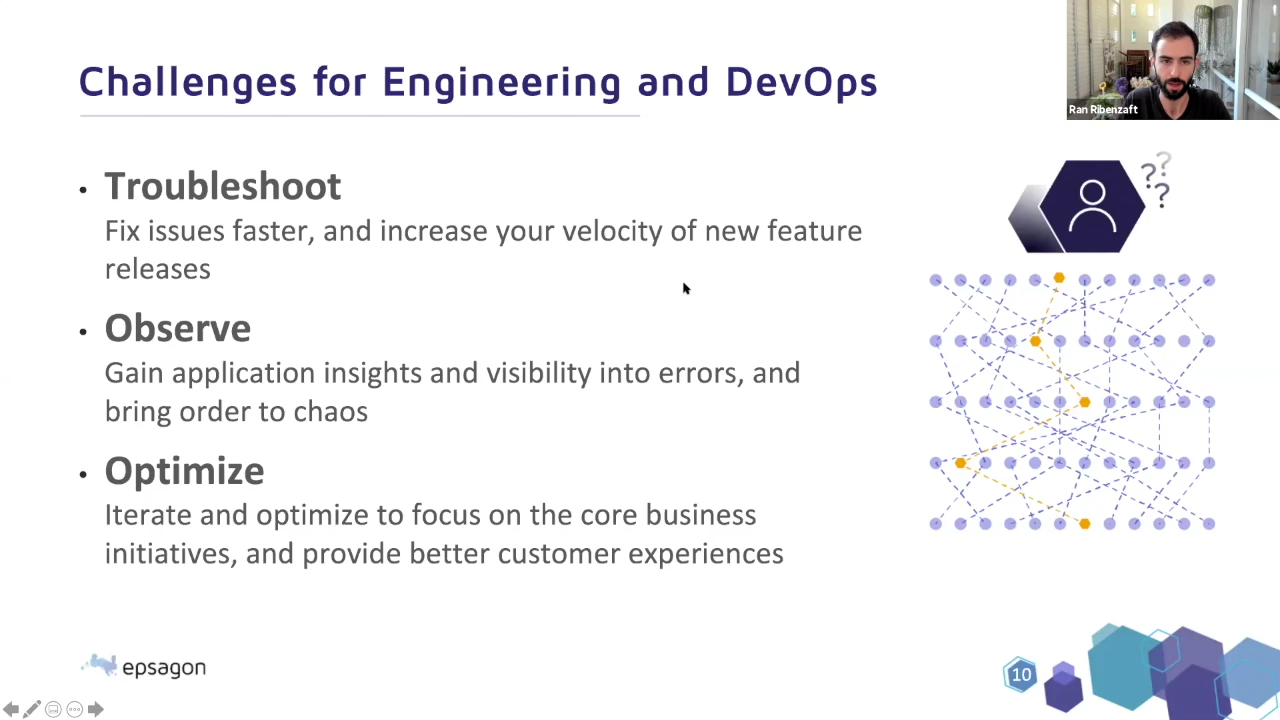 Challenges for Engineering and DevOps
Ran Ribenzaft
• Troubleshoot
Fix issues faster, and increase your velocity of new feature
releases
???
• Observe
Gain application insights and visibility into errors, and
bring order to chaos
• Optimize
Iterate and optimize to focus on the core business
initiatives, and provide better customer experiences
epsagon
10